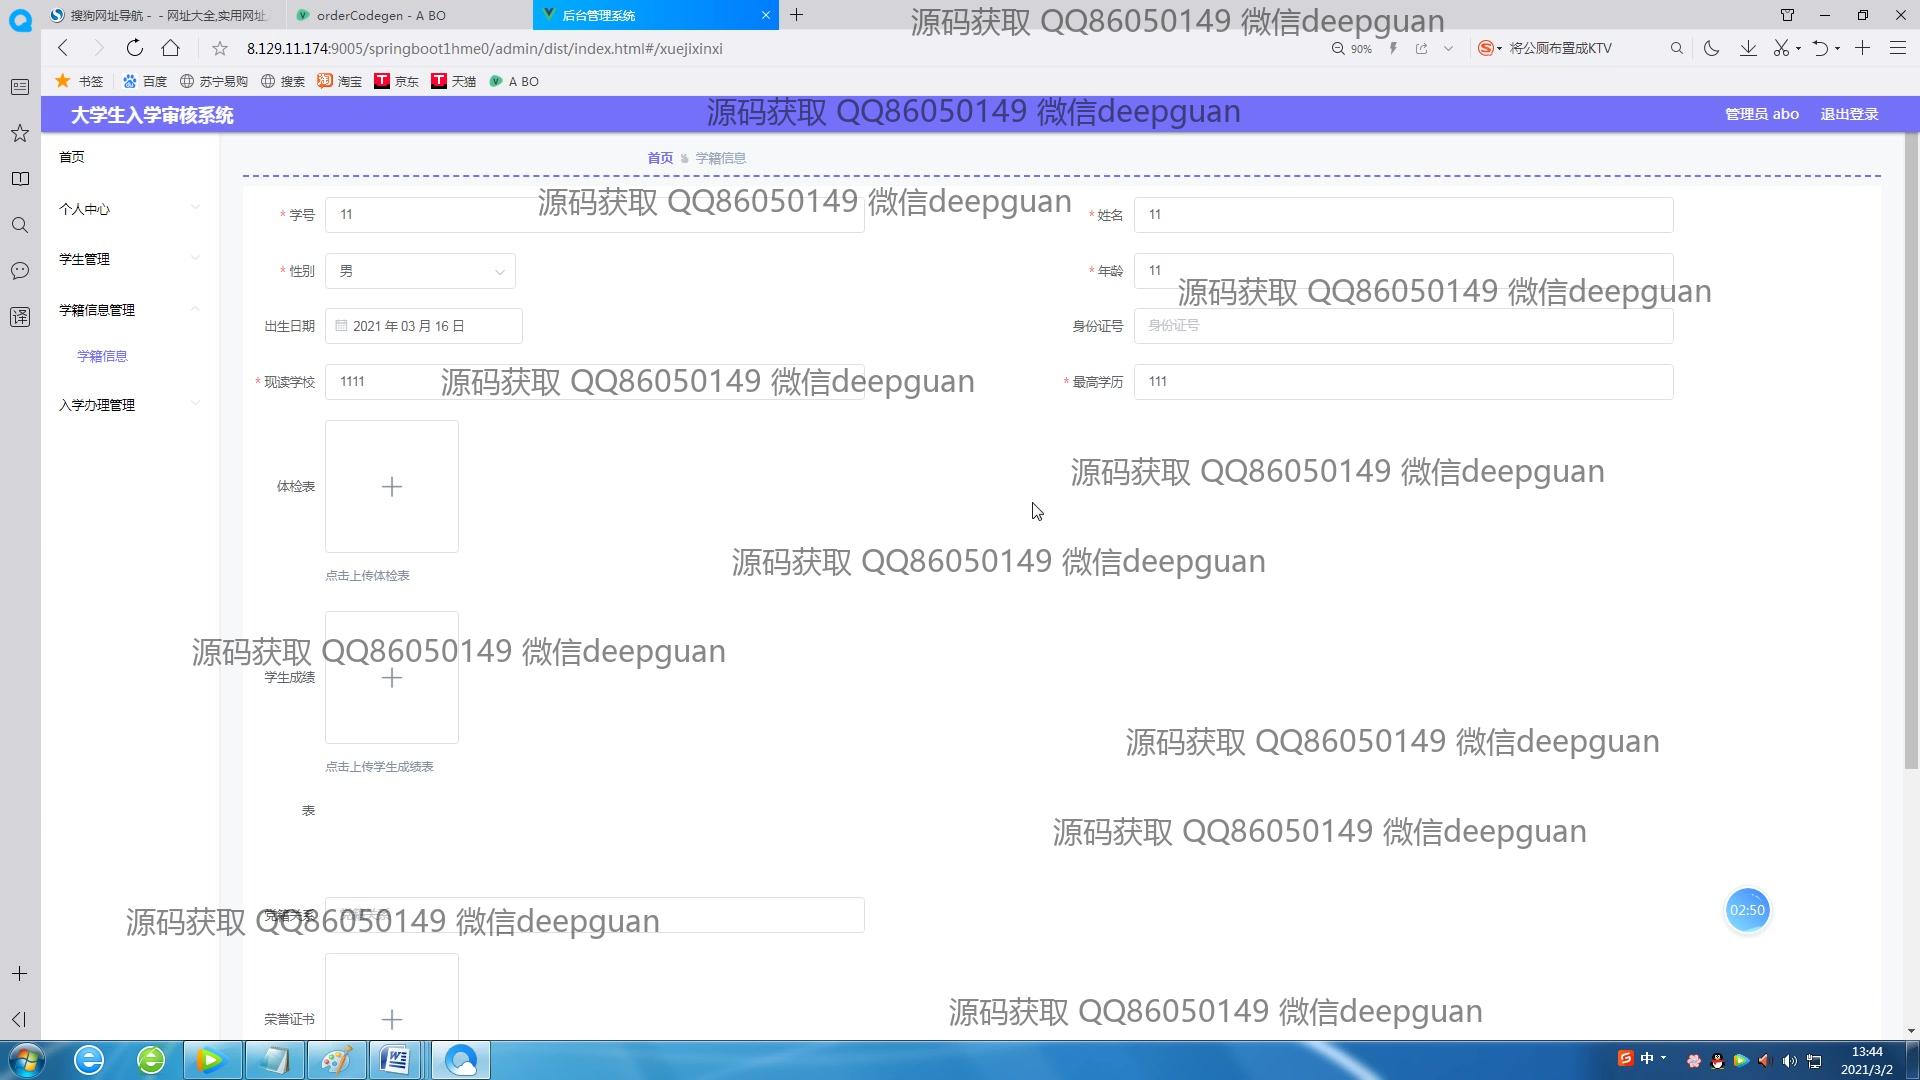 搜狗网址导航 - - 网址大全,实用网址
orderCodegen - A BO
后台管理系统
源码获取 QQ86050149 微信deepguan
8.129.11.174:9005/springboot1hme0/admin/dist/index.html#/xuejixinxi
90%
将公厕布置成KTV
书签
百度
苏宁易购
搜索
淘宝
京东
天猫
A BO
大学生入学审核系统
源码获取 QQ86050149 微信deepguan
管理员 abo
退出登录
首页
首页
学籍信息
个人中心
源码获取 QQ86050149 微信deepguan
* 学号
11
* 姓名
11
学生管理
* 性别
男
* 年龄
11
源码获取 QQ86050149 微信deepguan
学籍信息管理
出生日期
2021 年 03 月 16 日
身份证号
身份证号
学籍信息
* 现读学校
1111
源码获取 QQ86050149 微信deepguan
* 最高学历
111
入学办理管理
体检表
源码获取 QQ86050149 微信deepguan
点击上传体检表
源码获取 QQ86050149 微信deepguan
源码获取 QQ86050149 微信deepguan
学生成绩
点击上传学生成绩表
源码获取 QQ86050149 微信deepguan
表
源码获取 QQ86050149 微信deepguan
党籍关系
党籍关系
源码获取 QQ86050149 微信deepguan
02:50
荣誉证书
源码获取 QQ86050149 微信deepguan
译
中
13:44
2021/3/2